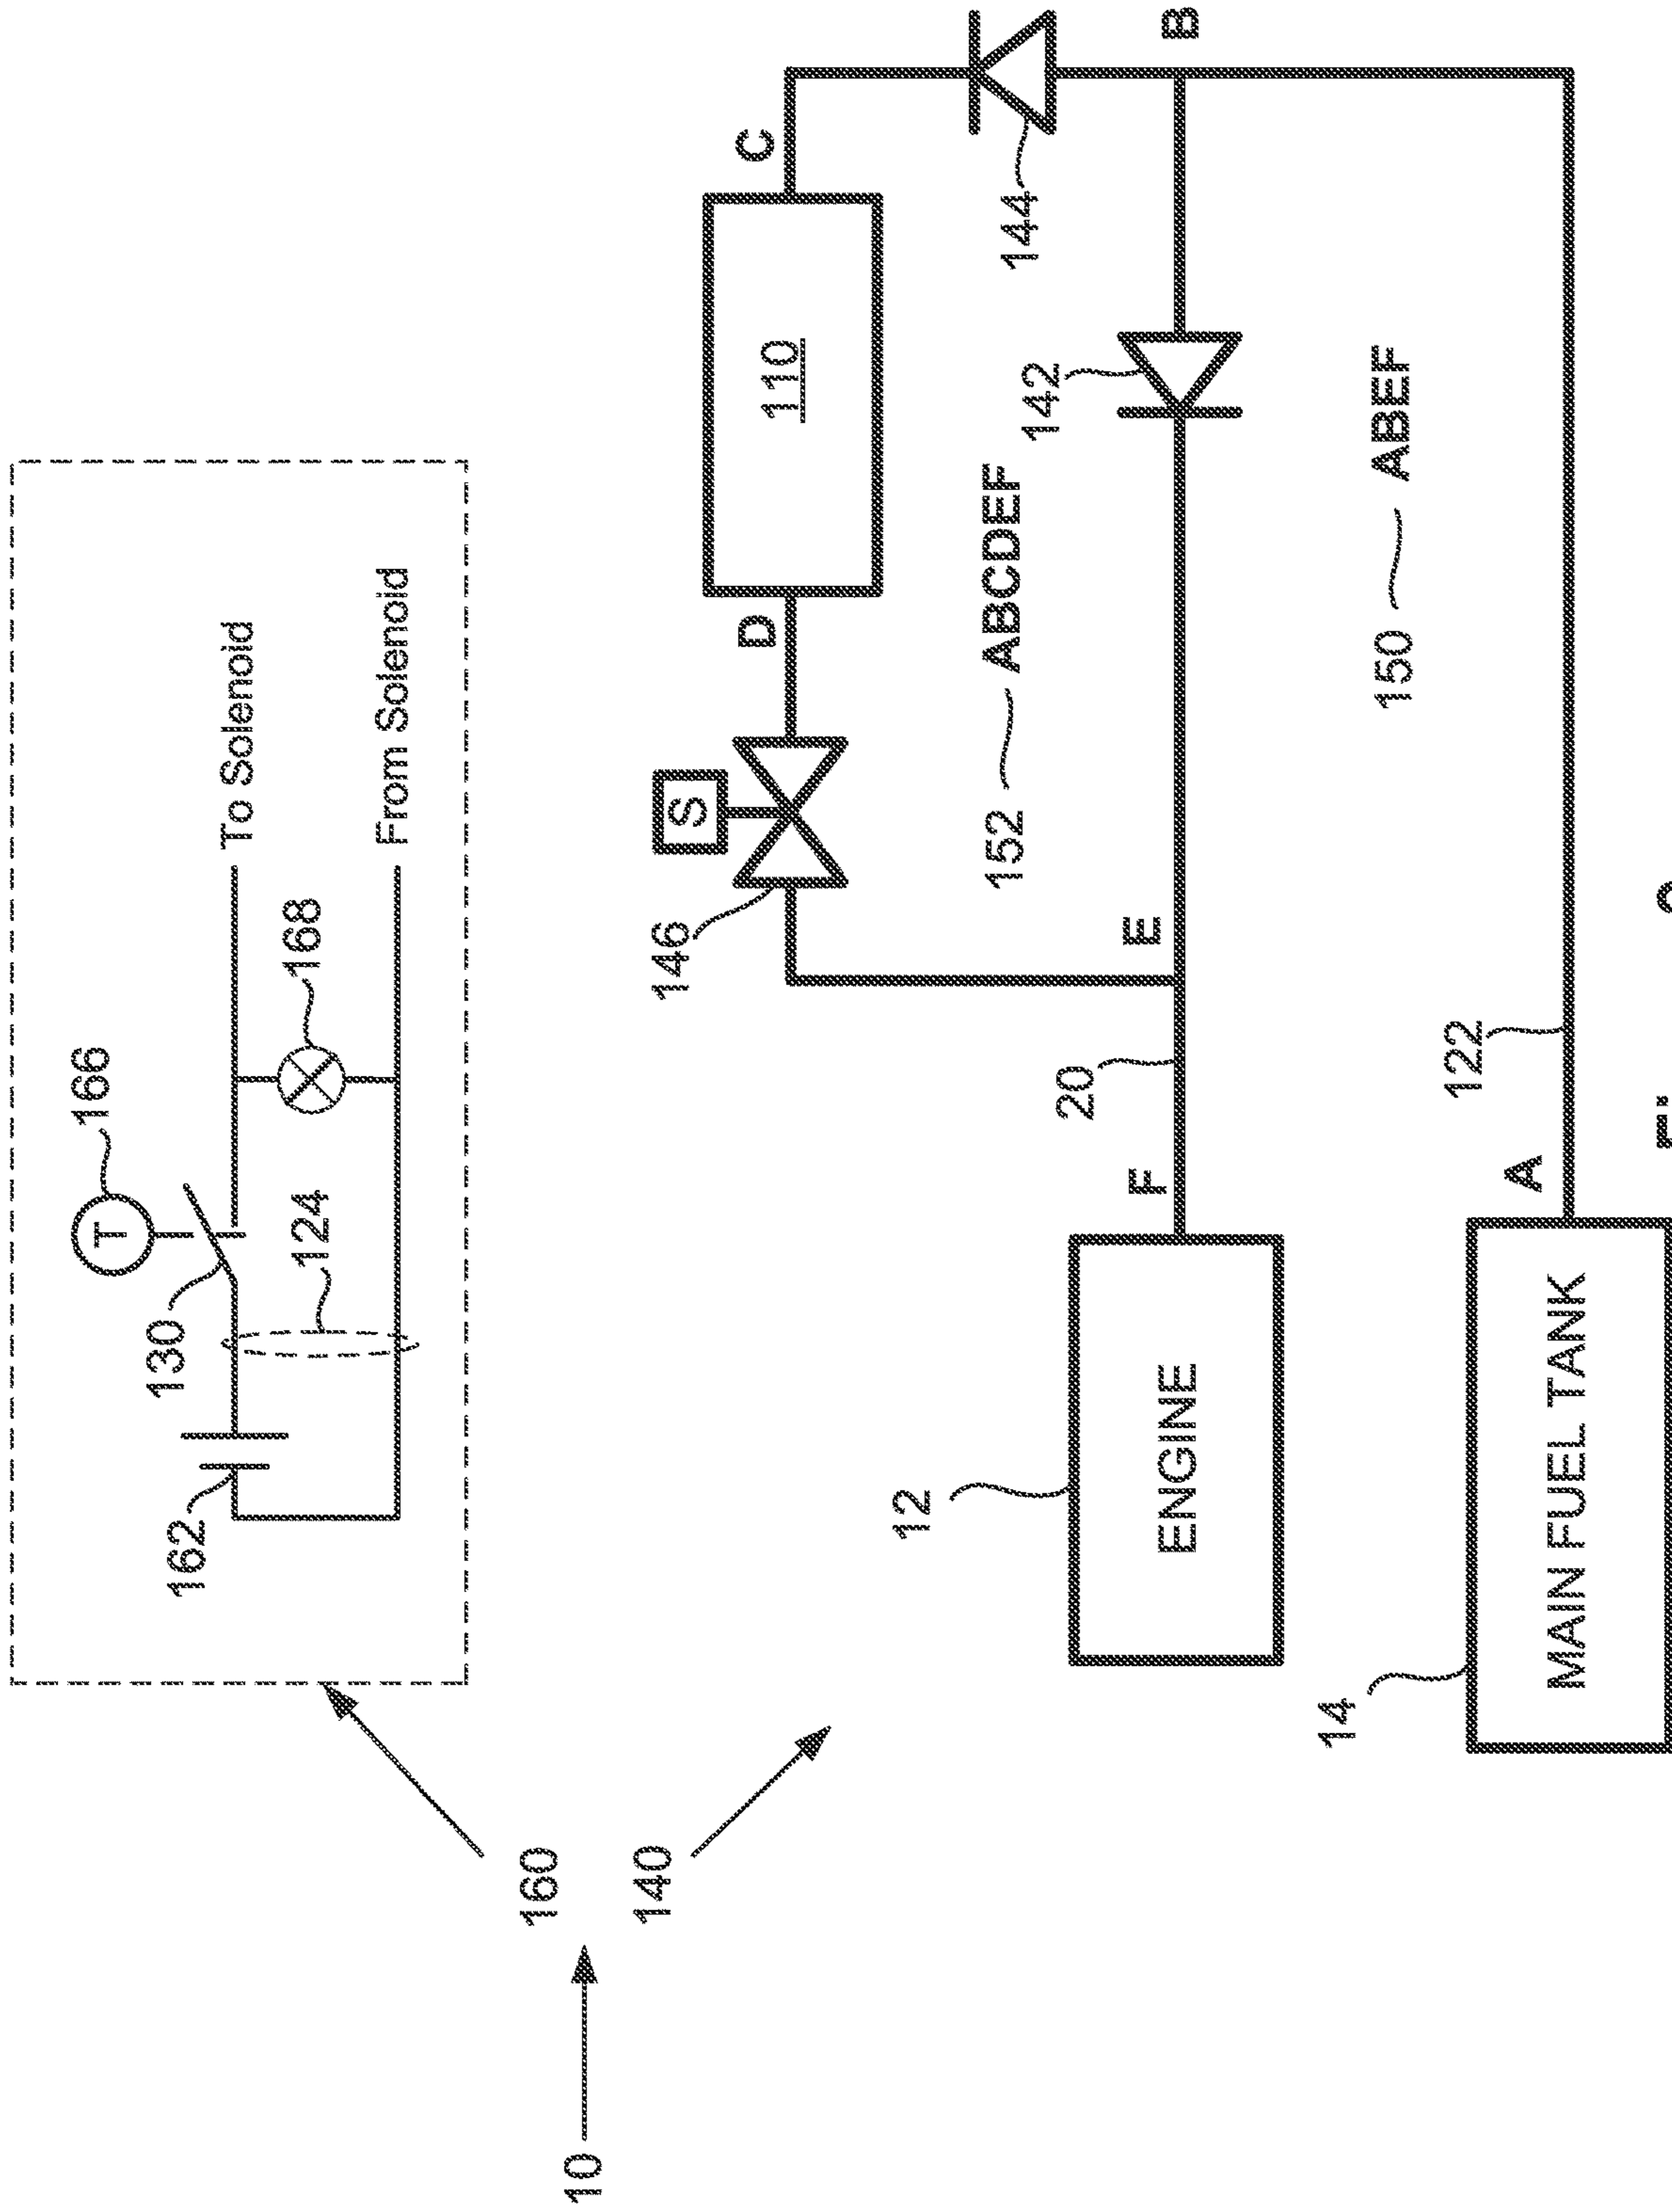 10
160
140
162
130
166
124
168
To Solenoid
From Solenoid
12
ENGINE
F
20
E
146
S
D
110
C
152 ABCDEF
142
144
B
150 ABEF
14
MAIN FUEL TANK
A
122